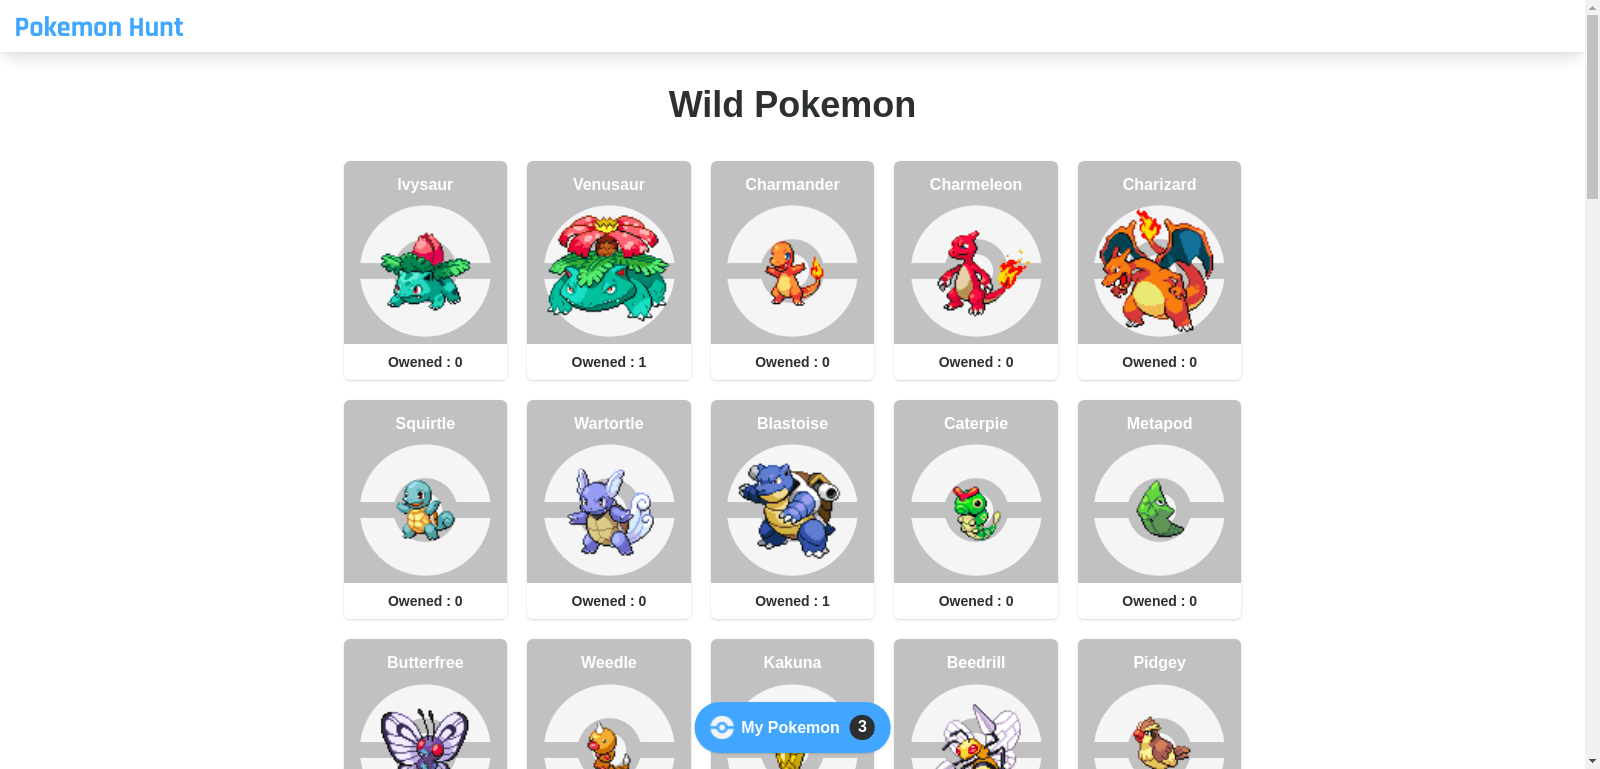 Pokemon Hunt
Wild Pokemon
Ivysaur
Venusaur
Charmander
Charmeleon
Charizard
Owened : 0
Owened : 1
Owened : 0
Owened : 0
Owened : 0
Squirtle
Wartortle
Blastoise
Caterpie
Metapod
Owened : 0
Owened : 0
Owened : 1
Owened : 0
Owened : 0
Butterfree
Weedle
Kakuna
Beedrill
Pidgey
My Pokemon 3